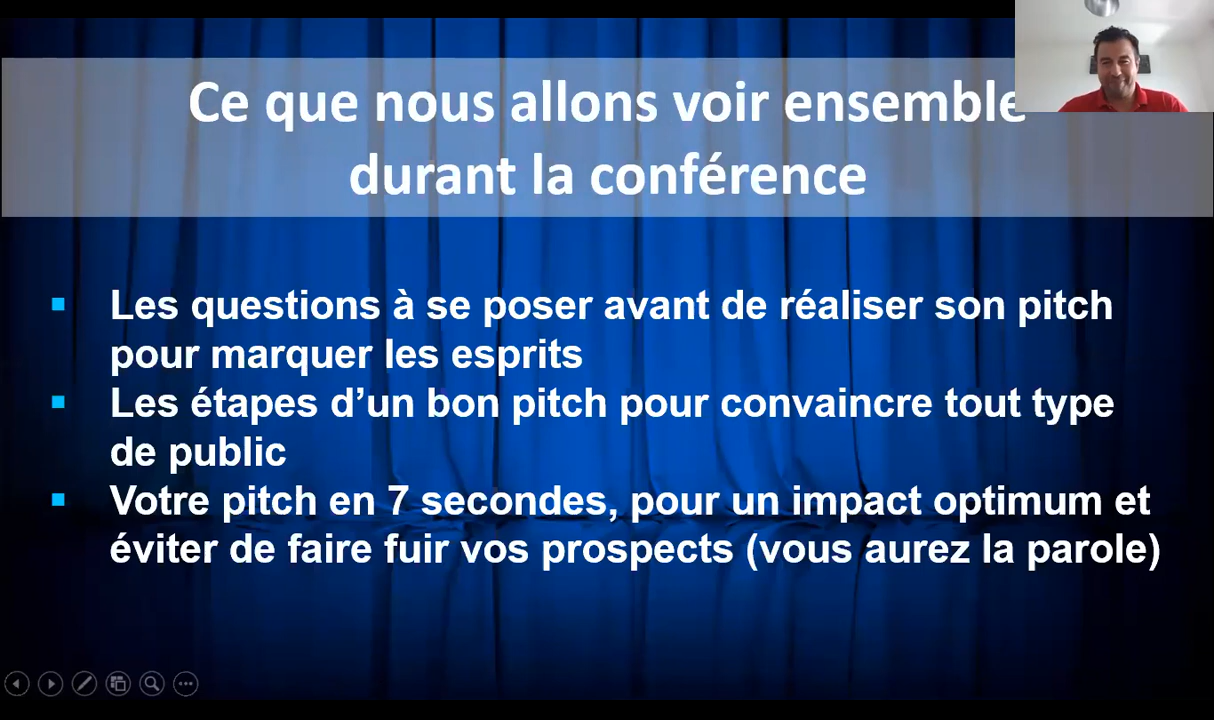 Ce que nous allons voir ensemble
durant la conférence
▪ Les questions à se poser avant de réaliser son pitch
pour marquer les esprits
▪ Les étapes d’un bon pitch pour convaincre tout type
de public
▪ Votre pitch en 7 secondes, pour un impact optimum et
éviter de faire fuir vos prospects (vous aurez la parole)